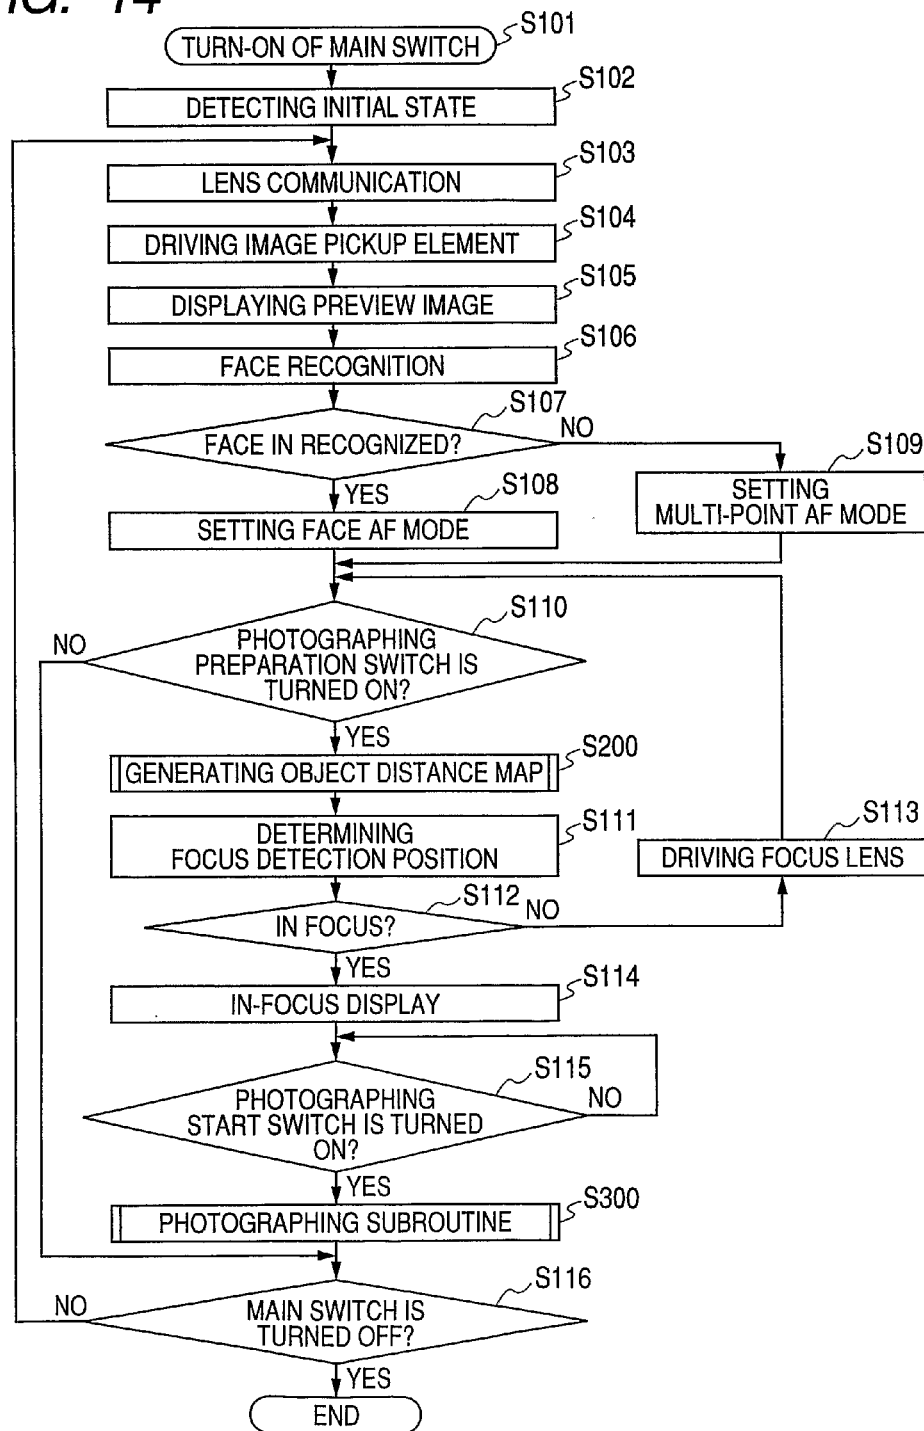 FIG. 14
TURN-ON OF MAIN SWITCH
S101
DETECTING INITIAL STATE
S102
LENS COMMUNICATION
S103
DRIVING IMAGE PICKUP ELEMENT
S104
DISPLAYING PREVIEW IMAGE
S105
FACE RECOGNITION
S106
FACE IN RECOGNIZED?
S107
NO
YES
SETTING FACE AF MODE
S108
SETTING
MULTI-POINT AF MODE
S109
PHOTOGRAPHING
PREPARATION SWITCH IS
TURNED ON?
S110
NO
YES
GENERATING OBJECT DISTANCE MAP
S200
DETERMINING
FOCUS DETECTION POSITION
S111
IN FOCUS?
S112
NO
DRIVING FOCUS LENS
S113
YES
IN-FOCUS DISPLAY
S114
PHOTOGRAPHING
START SWITCH IS TURNED
ON?
S115
NO
YES
PHOTOGRAPHING SUBROUTINE
S300
MAIN SWITCH IS
TURNED OFF?
S116
NO
YES
END